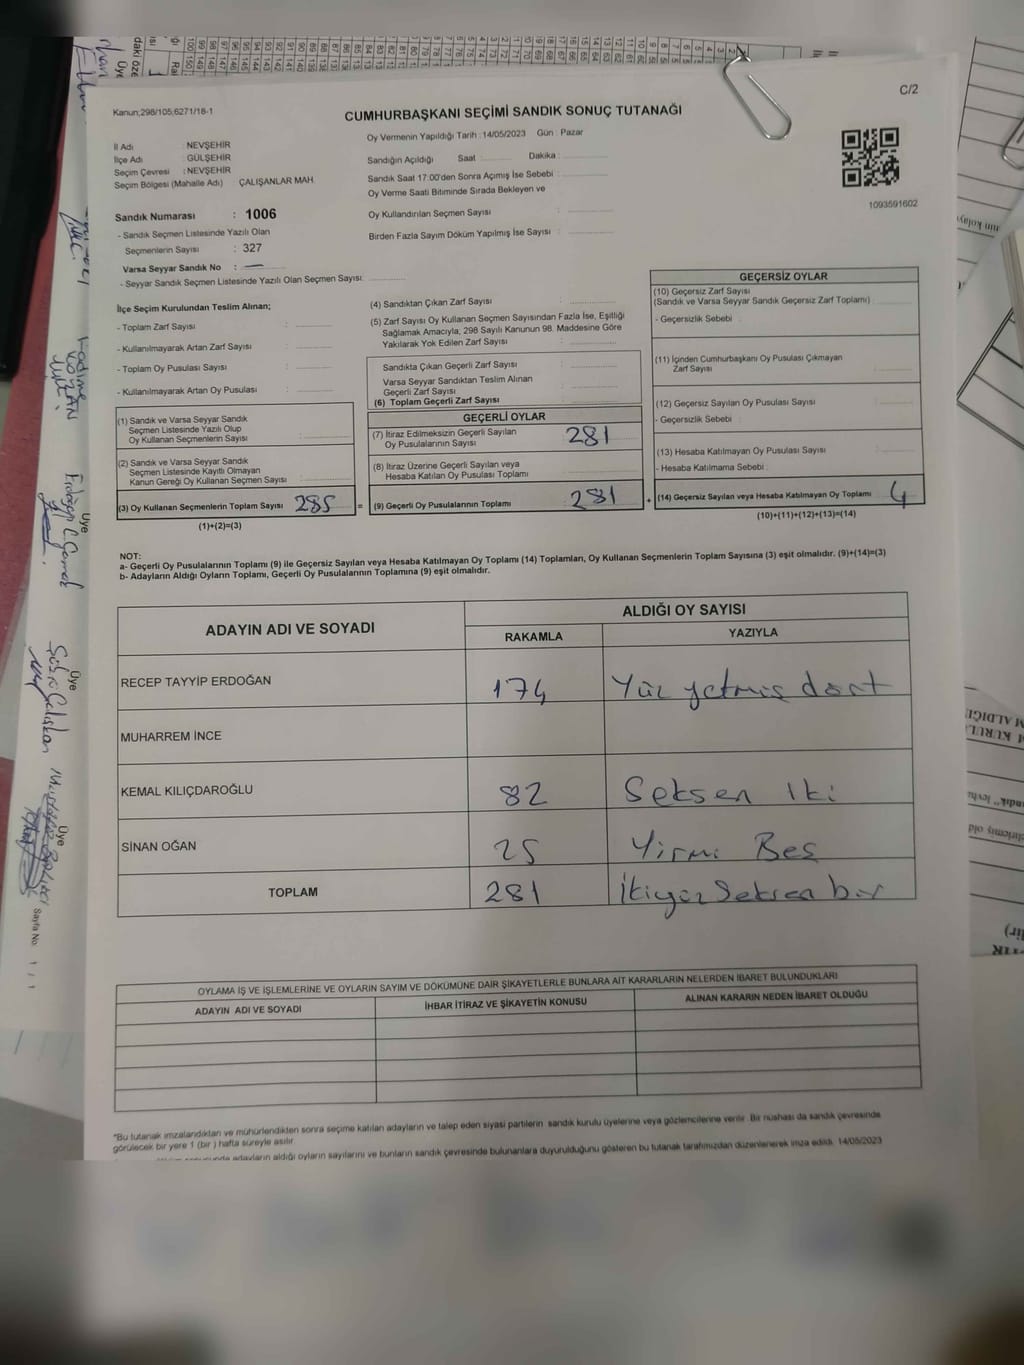 C/2
Kanun;298/105;6271/18-1
CUMHURBAŞKANI SEÇİMİ SANDIK SONUÇ TUTANAĞI
Oy Vermenin Yapıldığı Tarih : 14/05/2023 Gün : Pazar
İl Adı : NEVŞEHİR
İlçe Adı : GÜLŞEHİR
Seçim Çevresi : NEVŞEHİR
Seçim Bölgesi (Mahalle Adı) ÇALIŞANLAR MAH.
Sandık Numarası : 1006
- Sandık Seçmen Listesinde Yazılı Olan
Seçmenlerin Sayısı : 327
Varsa Seyyar Sandık No : —
- Seyyar Sandık Seçmen Listesinde Yazılı Olan Seçmen Sayısı:
Sandığın Açıldığı Saat : Dakika :
Sandık Saat 17.00'den Sonra Açımış İse Sebebi :
Oy Verme Saati Bitiminde Sırada Bekleyen ve
Oy Kullandırılan Seçmen Sayısı :
Birden Fazla Sayım Döküm Yapılmış İse Sayısı :
1093591602
İlçe Seçim Kurulundan Teslim Alınan;
- Toplam Zarf Sayısı :
- Kullanılmayarak Artan Zarf Sayısı :
- Toplam Oy Pusulası Sayısı :
- Kullanılmayarak Artan Oy Pusulası :
(1) Sandık ve Varsa Seyyar Sandık
Seçmen Listesinde Yazılı Olup
Oy Kullanan Seçmenlerin Sayısı :
(2) Sandık ve Varsa Seyyar Sandık
Seçmen Listesinde Kayıtlı Olmayan
Kanun Gereği Oy Kullanan Seçmen Sayısı :
(3) Oy Kullanan Seçmenlerin Toplam Sayısı 285 =
(1)+(2)=(3)
(4) Sandıktan Çıkan Zarf Sayısı :
(5) Zarf Sayısı Oy Kullanan Seçmen Sayısından Fazla İse, Eşitliği
Sağlamak Amacıyla, 298 Sayılı Kanunun 98. Maddesine Göre
Yakılarak Yok Edilen Zarf Sayısı :
Sandıkta Çıkan Geçerli Zarf Sayısı :
Varsa Seyyar Sandıktan Teslim Alınan
Geçerli Zarf Sayısı :
(6) Toplam Geçerli Zarf Sayısı :
GEÇERLİ OYLAR
(7) İtiraz Edilmeksizin Geçerli Sayılan
Oy Pusulalarının Sayısı : 281
(8) İtiraz Üzerine Geçerli Sayılan veya
Hesaba Katılan Oy Pusulası Toplamı :
(9) Geçerli Oy Pusulalarının Toplamı : 281 +
GEÇERSİZ OYLAR
(10) Geçersiz Zarf Sayısı
(Sandık ve Varsa Seyyar Sandık Geçersiz Zarf Toplamı) :
- Geçersizlik Sebebi :
(11) İçinden Cumhurbaşkanı Oy Pusulası Çıkmayan
Zarf Sayısı :
(12) Geçersiz Sayılan Oy Pusulası Sayısı :
- Geçersizlik Sebebi :
(13) Hesaba Katılmayan Oy Pusulası Sayısı :
- Hesaba Katılmama Sebebi :
(14) Geçersiz Sayılan veya Hesaba Katılmayan Oy Toplamı : 4
(10)+(11)+(12)+(13)=(14)
NOT:
a- Geçerli Oy Pusulalarının Toplamı (9) ile Geçersiz Sayılan veya Hesaba Katılmayan Oy Toplamı (14) Toplamları, Oy Kullanan Seçmenlerin Toplam Sayısına (3) eşit olmalıdır. (9)+(14)=(3)
b- Adayların Aldığı Oyların Toplamı, Geçerli Oy Pusulalarının Toplamına (9) eşit olmalıdır.
ADAYIN ADI VE SOYADI
ALDIĞI OY SAYISI
RAKAMLA YAZIYLA
RECEP TAYYİP ERDOĞAN 174 Yüz yetmiş dört
MUHARREM İNCE
KEMAL KILIÇDAROĞLU 82 Seksen İki
SİNAN OĞAN 25 Yirmi Beş
TOPLAM 281 İkiyüz Seksen bir
OYLAMA İŞ VE İŞLEMLERİNE VE OYLARIN SAYIM VE DÖKÜMÜNE DAİR ŞİKAYETLERLE BUNLARA AİT KARARLARIN NELERDEN İBARET BULUNDUKLARI
ADAYIN ADI VE SOYADI
İHBAR İTİRAZ VE ŞİKAYETİN KONUSU
ALINAN KARARIN NEDEN İBARET OLDUĞU
*Bu tutanak imzalandıktan ve mühürlendikten sonra seçime katılan adayların ve talep eden siyasi partilerin sandık kurulu üyelerine veya gözlemcilerine verilir. Bir nüshası da sandık çevresinde
görülecek bir yere 1 (bir ) hafta süreyle asılır.
adayların aldığı oyların sayılarını ve bunların sandık çevresinde bulunanlara duyurulduğunu gösteren bu tutanak tarafımızdan düzenlenerek imza edildi. 14/05/2023
Üye
Üye
Üye
Sayfa No: 1 / 1